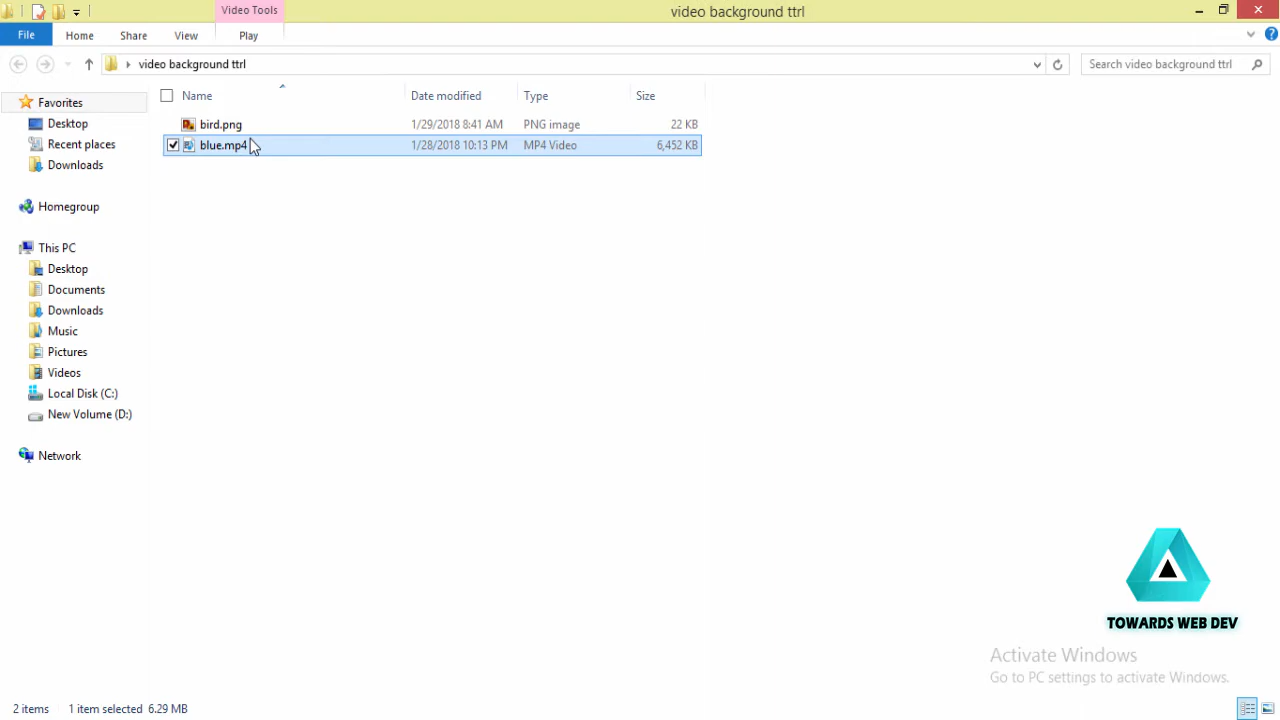 Video Tools
video background ttrl
File Home Share View Play
video background ttrl
Search video background ttrl
Name Date modified Type Size
bird.png 1/29/2018 8:41 AM PNG image 22 KB
blue.mp4 1/28/2018 10:13 PM MP4 Video 6,452 KB
Favorites
Desktop
Recent places
Downloads
Homegroup
This PC
Desktop
Documents
Downloads
Music
Pictures
Videos
Local Disk (C:)
New Volume (D:)
Network
TOWARDS WEB DEV
Activate Windows
Go to PC settings to activate Windows.
2 items 1 item selected 6.29 MB